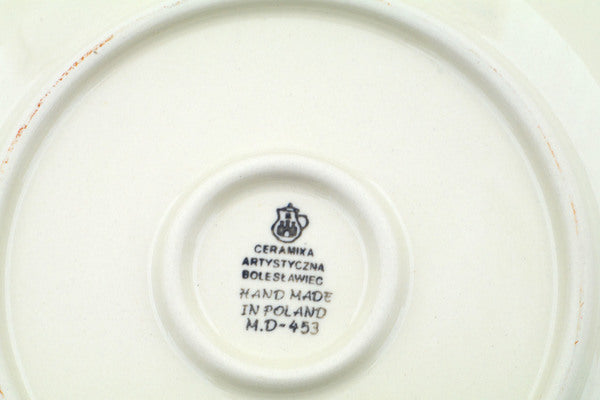 CERAMIKA
ARTYSTYCZNA
BOLESŁAWIEC
HAND MADE
IN POLAND
M.D-453